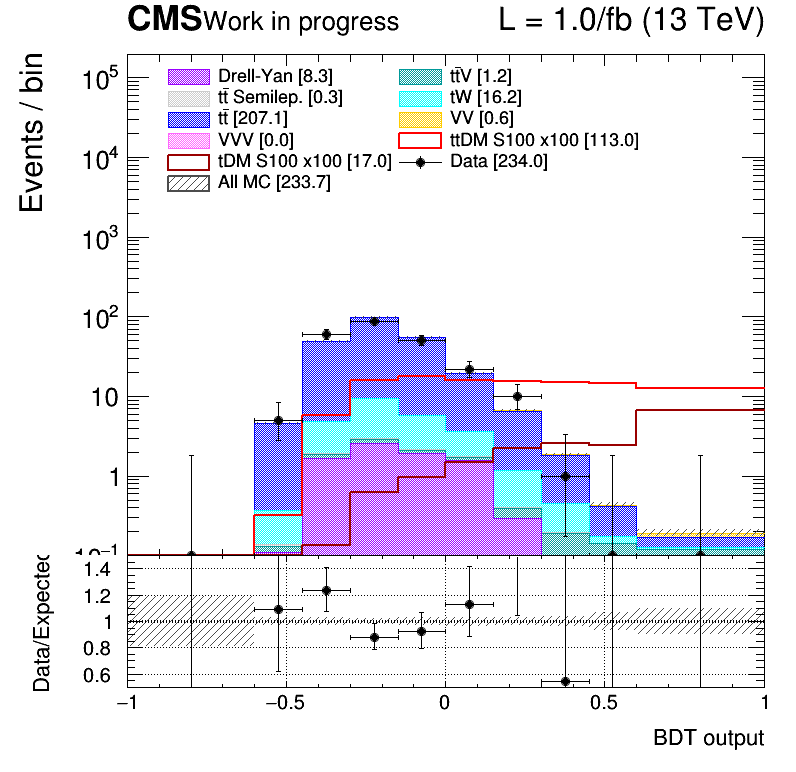 CMS Work in progress L = 1.0/fb (13 TeV)
Events / bin
10⁵
10⁴
10³
10²
10
1
10⁻¹
Drell-Yan [8.3] tt̄V [1.2]
tt̄ Semilep. [0.3] tW [16.2]
tt̄ [207.1] VV [0.6]
VVV [0.0] ttDM S100 x100 [113.0]
tDM S100 x100 [17.0] Data [234.0]
All MC [233.7]
Data/Expected
1.4
1.2
1
0.8
0.6
−1 −0.5 0 0.5 1
BDT output